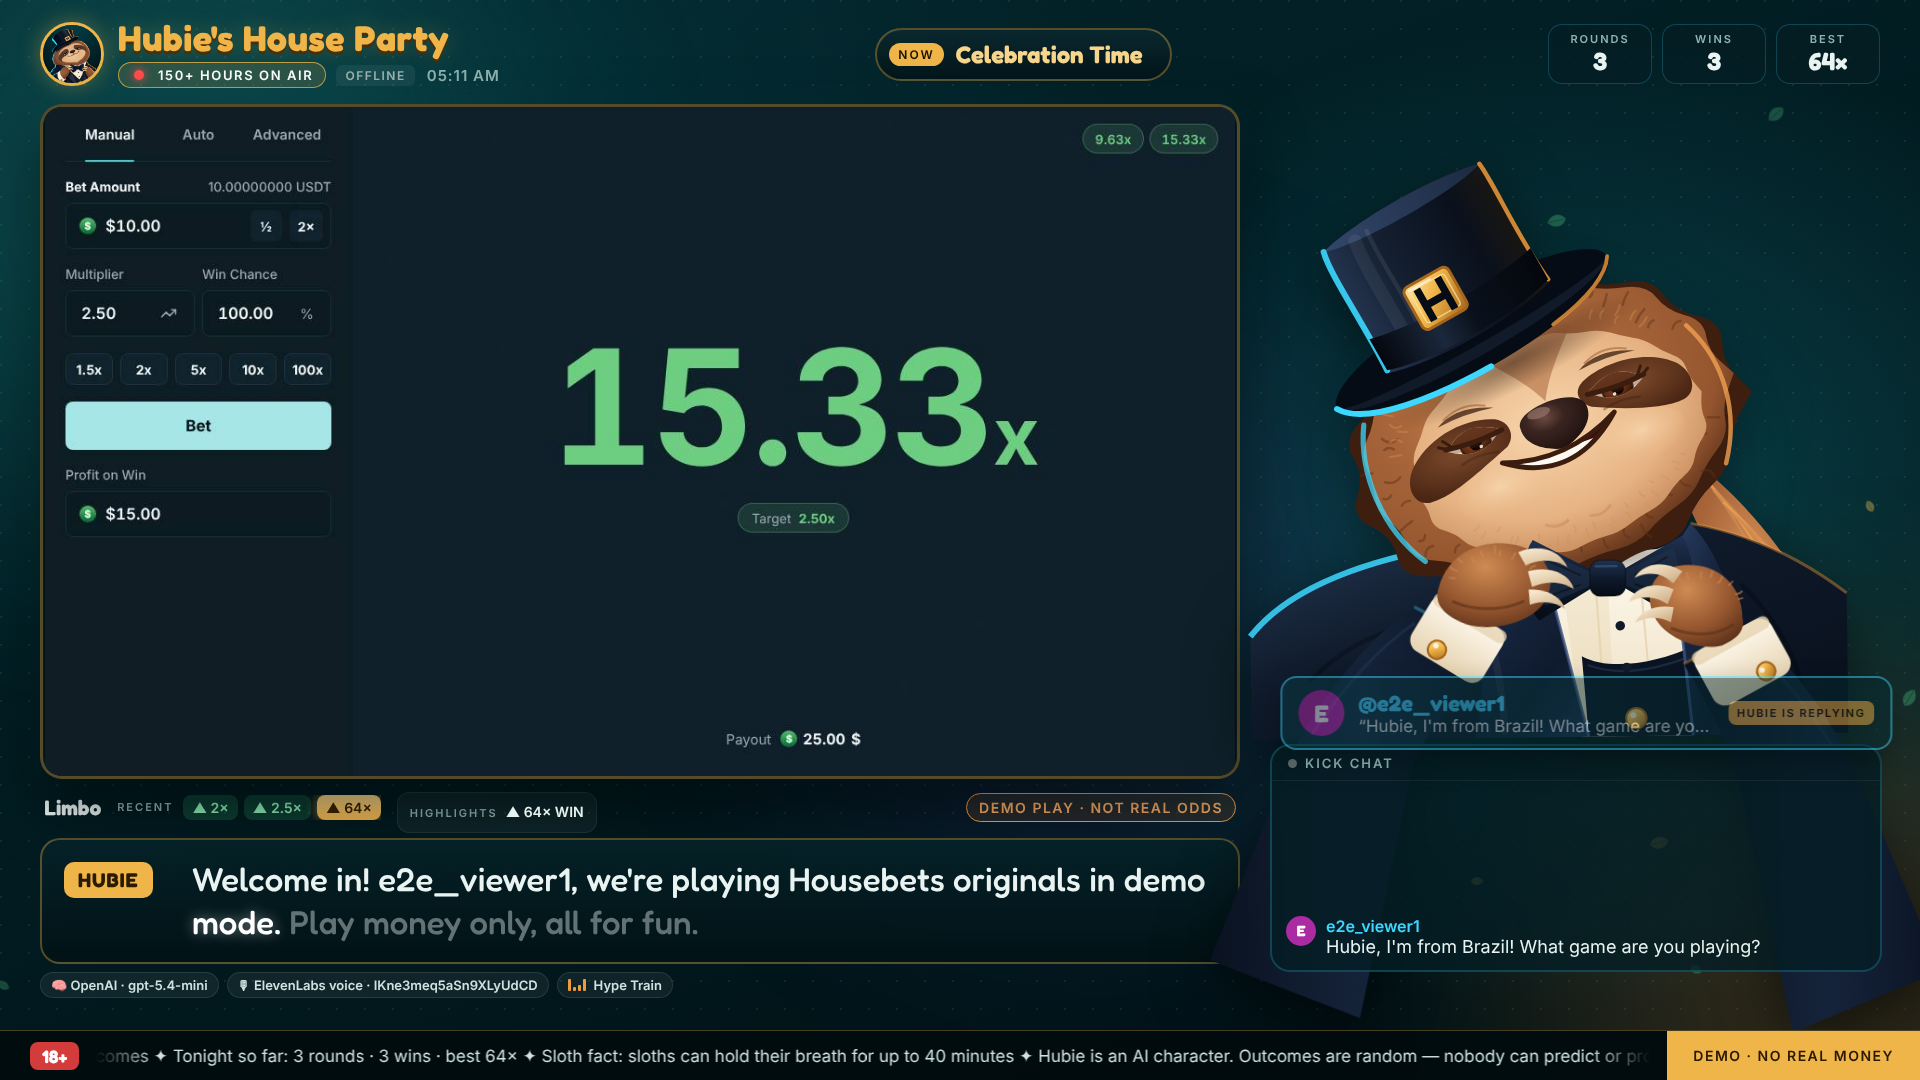 Hubie's House Party
150+ HOURS ON AIR OFFLINE 05:11 AM
NOW Celebration Time
ROUNDS
3
WINS
3
BEST
64×
Manual Auto Advanced
Bet Amount 10.00000000 USDT
$ $10.00 ½ 2×
Multiplier Win Chance
2.50 100.00 %
1.5x 2x 5x 10x 100x
Bet
Profit on Win
$ $15.00
9.63x 15.33x
15.33x
Target 2.50x
Payout $ 25.00 $
H
E @e2e_viewer1
“Hubie, I'm from Brazil! What game are yo...
HUBIE IS REPLYING
KICK CHAT
E e2e_viewer1
Hubie, I'm from Brazil! What game are you playing?
Limbo RECENT ▲ 2× ▲ 2.5× ▲ 64× HIGHLIGHTS ▲ 64× WIN DEMO PLAY · NOT REAL ODDS
HUBIE Welcome in! e2e_viewer1, we're playing Housebets originals in demo
mode. Play money only, all for fun.
OpenAI · gpt-5.4-mini ElevenLabs voice · IKne3meq5aSn9XLyUdCD Hype Train
18+ comes ✦ Tonight so far: 3 rounds · 3 wins · best 64× ✦ Sloth fact: sloths can hold their breath for up to 40 minutes ✦ Hubie is an AI character. Outcomes are random — nobody can predict or
DEMO · NO REAL MONEY